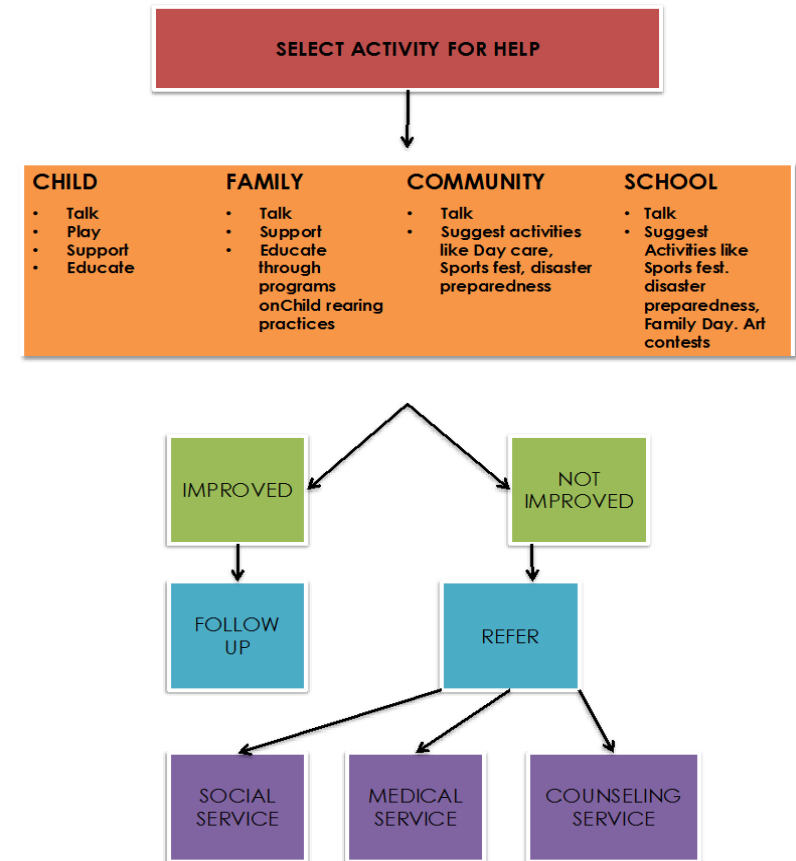 SELECT ACTIVITY FOR HELP
CHILD
• Talk
• Play
• Support
• Educate
FAMILY
• Talk
• Support
• Educate
through
programs
onChild rearing
practices
COMMUNITY
• Talk
• Suggest activities
like Day care,
Sports fest, disaster
preparedness
SCHOOL
• Talk
• Suggest
Activities like
Sports fest.
disaster
preparedness,
Family Day. Art
contests
IMPROVED
NOT
IMPROVED
FOLLOW
UP
REFER
SOCIAL
SERVICE
MEDICAL
SERVICE
COUNSELING
SERVICE